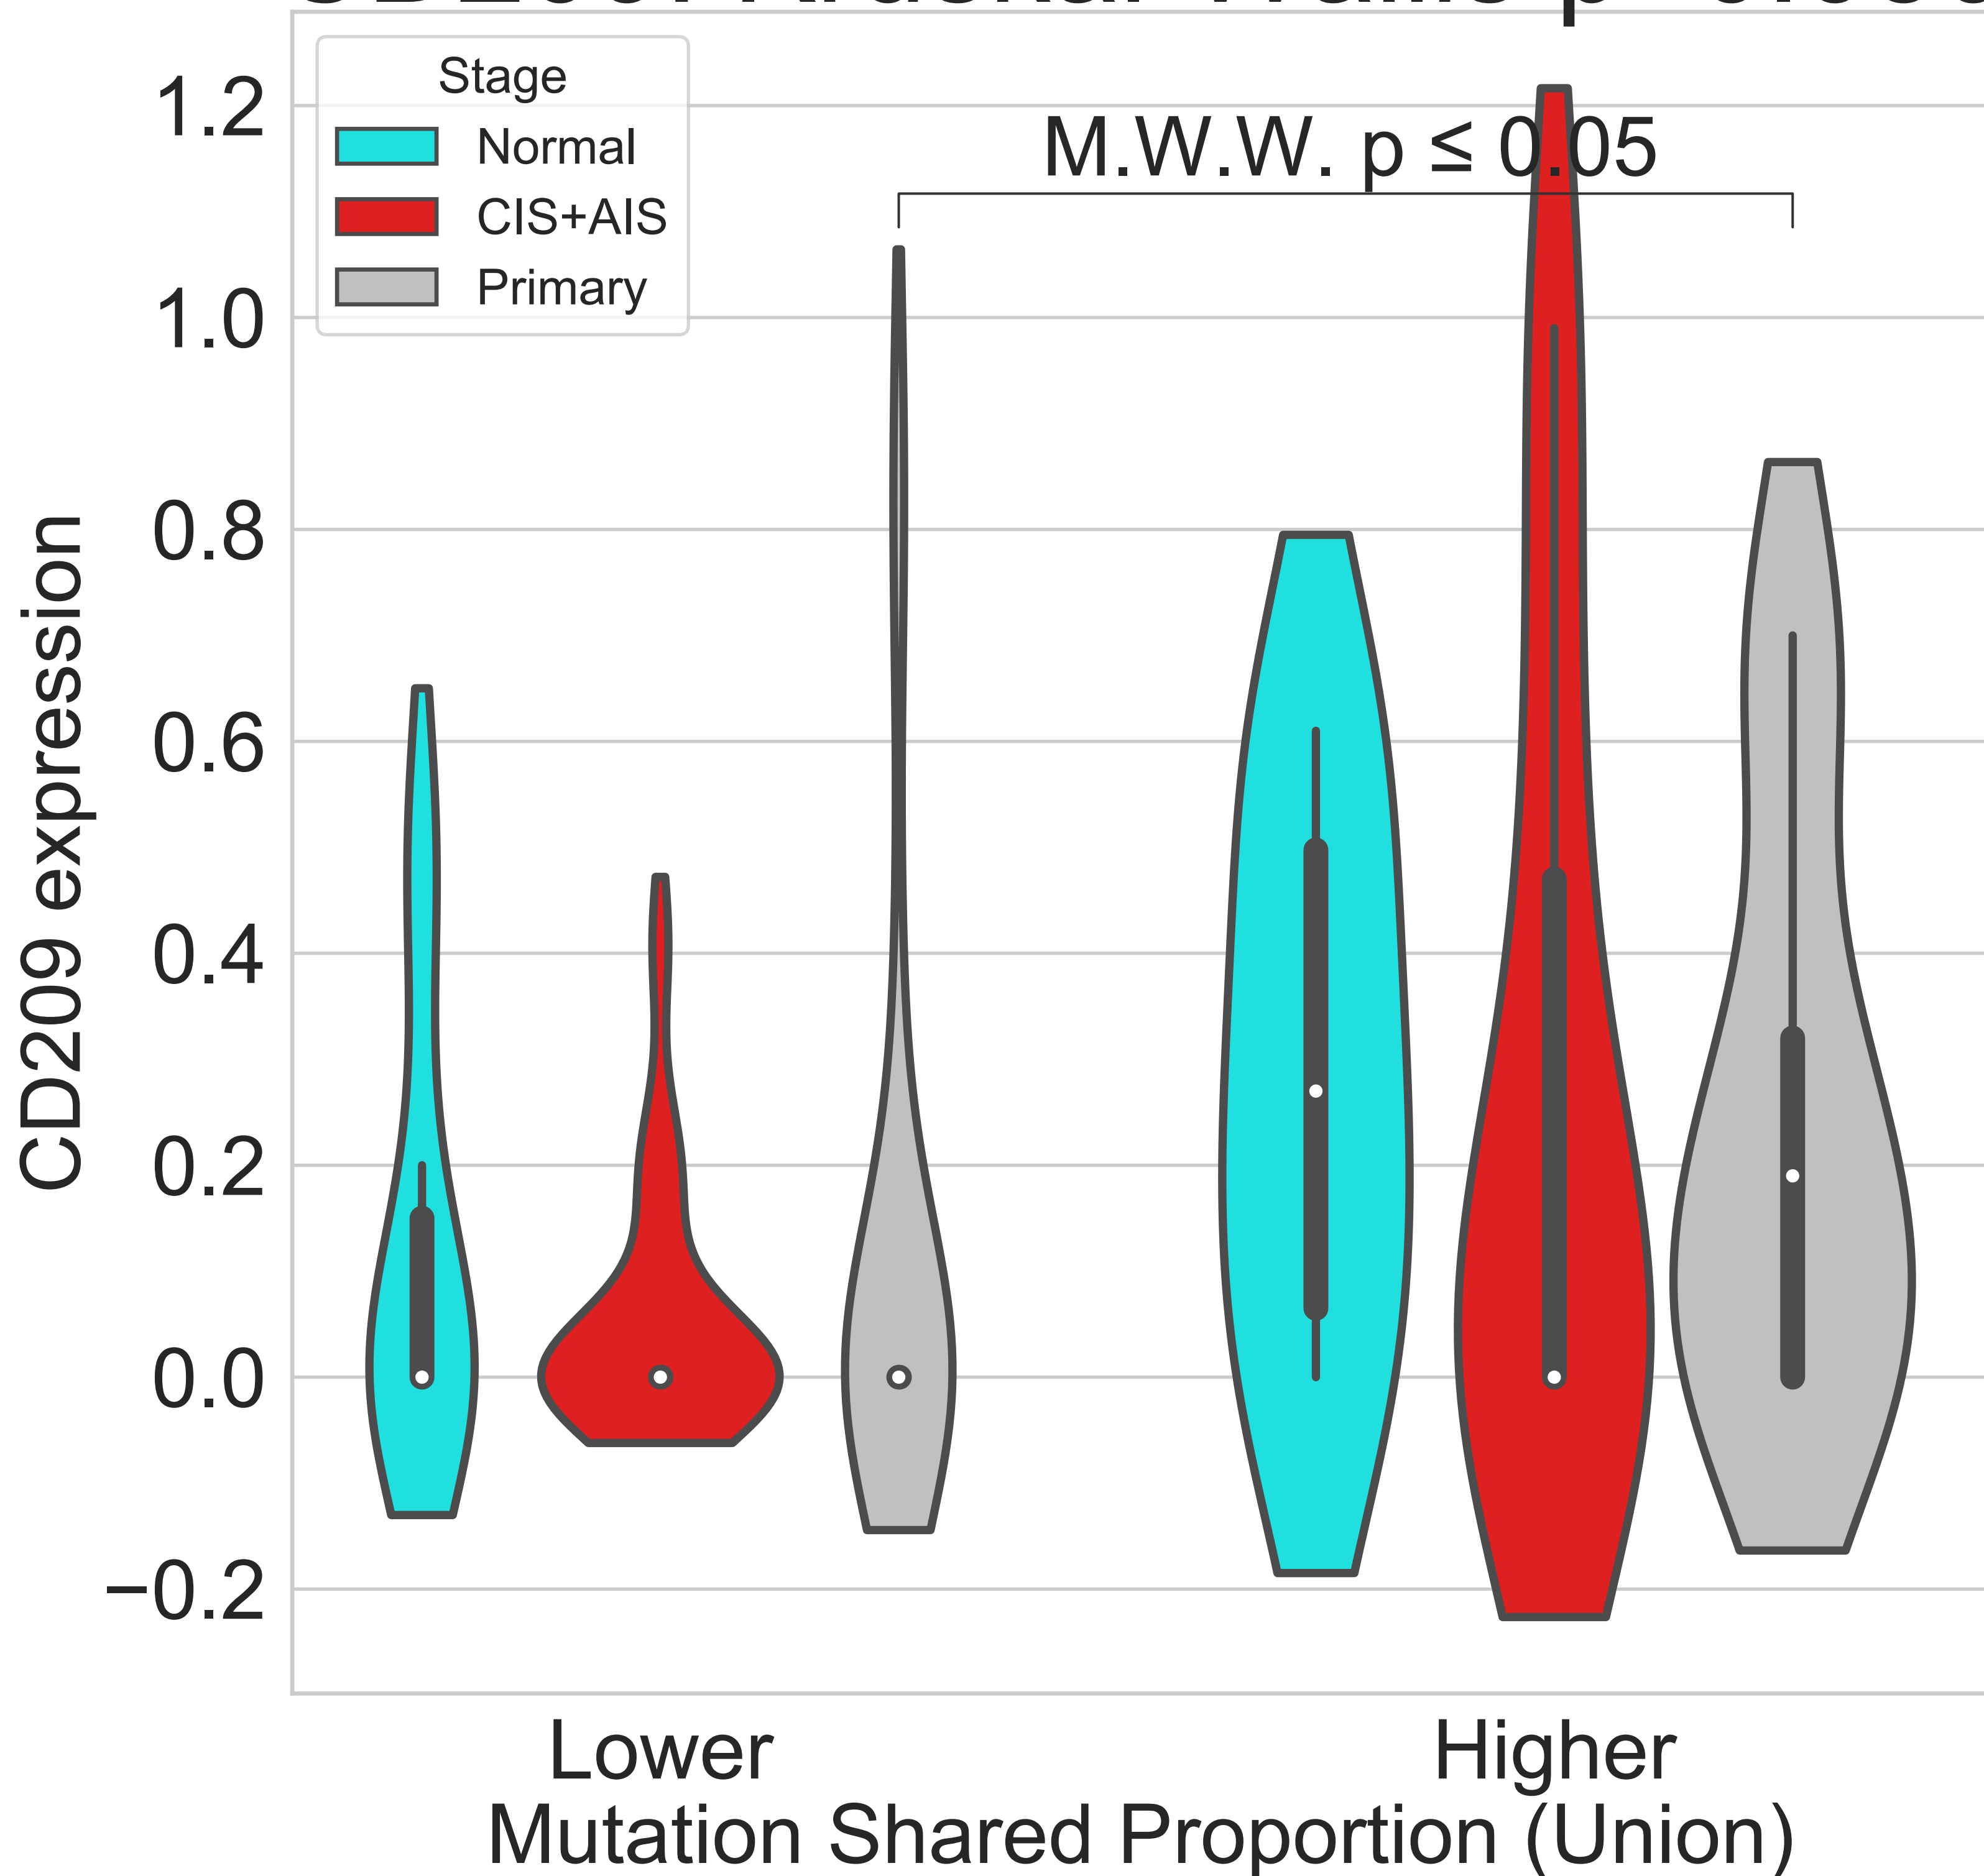 Stage
Normal
CIS+AIS
Primary
M.W.W. p ≤ 0.05
1.2
1.0
0.8
0.6
0.4
0.2
0.0
−0.2
CD209 expression
Lower
Higher
Mutation Shared Proportion (Union)